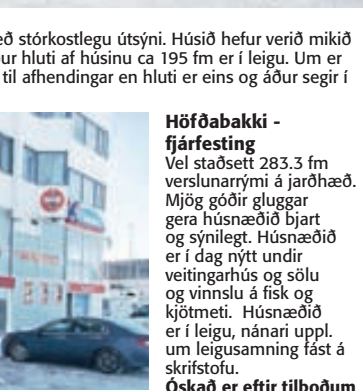 eð stórkostlegu útsýni. Húsið hefur verið mikið
ur hluti af húsinu ca 195 fm er í leigu. Um er
til afhendingar en hluti er eins og áður segir í
Höfðabakki -
fjárfesting
Vel staðsett 283.3 fm
verslunarrými á jarðhæð.
Mjög góðir gluggar
gera húsnæðið bjart
og sýnilegt. Húsnæðið
er í dag nýtt undir
veitingarhús og sölu
og vinnslu á fisk og
kjötmeti. Húsnæðið
er í leigu, nánari uppl.
um leigusamning fást á
skrifstofu.
Óskað er eftir tilboðum